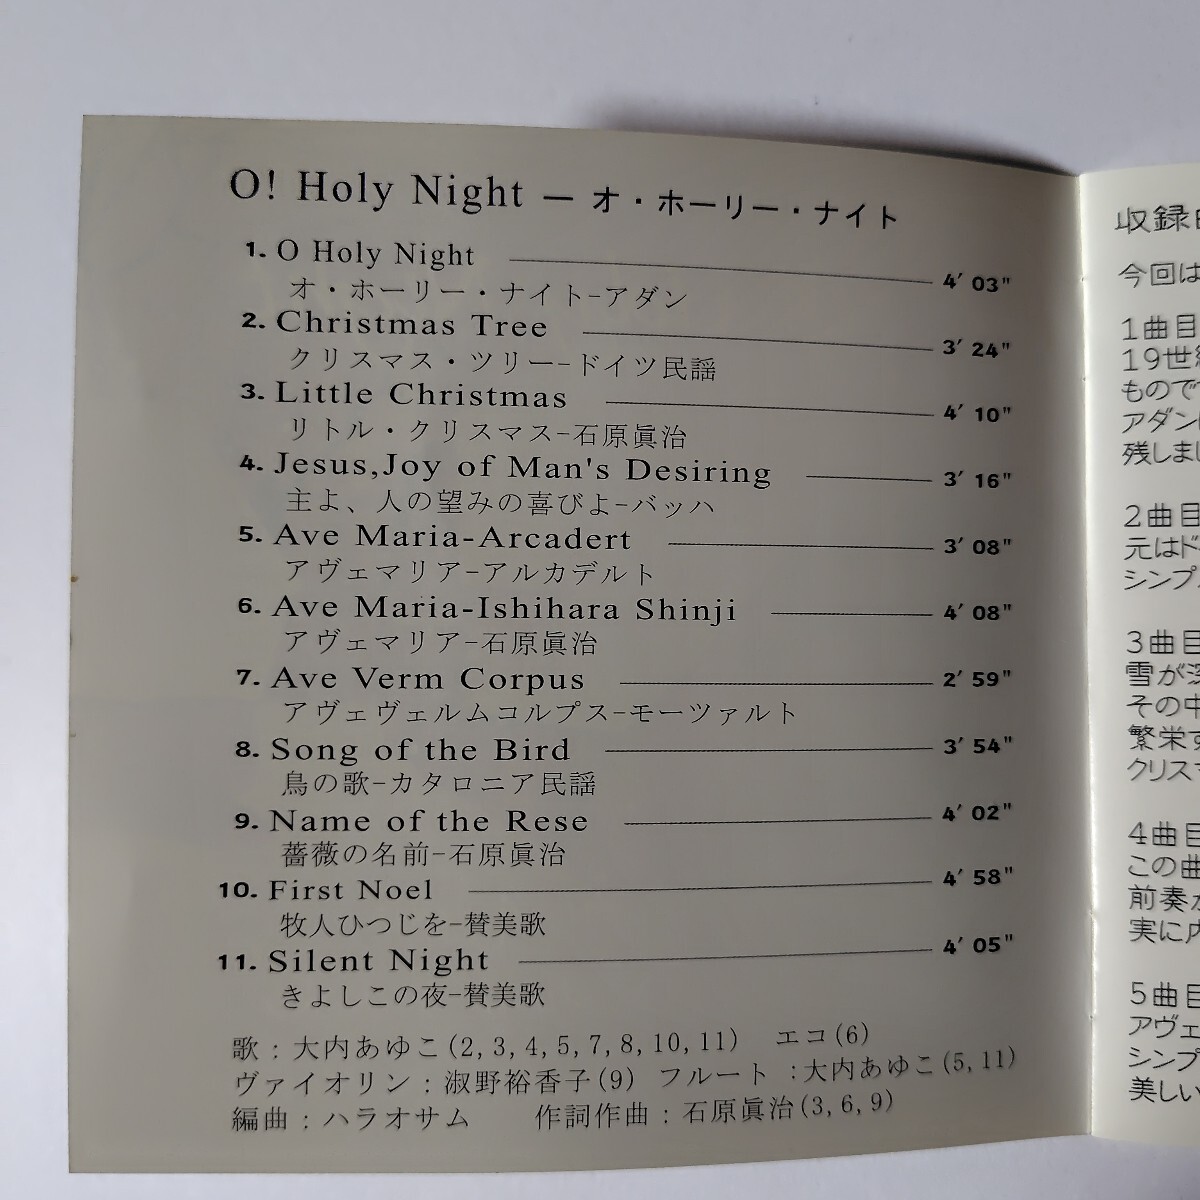 O! Holy Night — オ・ホーリー・ナイト
1. O Holy Night 4′ 03″
オ・ホーリー・ナイト-アダン
2. Christmas Tree 3′ 24″
クリスマス・ツリー-ドイツ民謡
3. Little Christmas 4′ 10″
リトル・クリスマス-石原眞治
4. Jesus,Joy of Man's Desiring 3′ 16″
主よ、人の望みの喜びよ-バッハ
5. Ave Maria-Arcadert 3′ 08″
アヴェマリア-アルカデルト
6. Ave Maria-Ishihara Shinji 4′ 08″
アヴェマリア-石原眞治
7. Ave Verm Corpus 2′ 59″
アヴェヴェルムコルプス-モーツァルト
8. Song of the Bird 3′ 54″
鳥の歌-カタロニア民謡
9. Name of the Rese 4′ 02″
薔薇の名前-石原眞治
10. First Noel 4′ 58″
牧人ひつじを-賛美歌
11. Silent Night 4′ 05″
きよしこの夜-賛美歌
歌：大内あゆこ(2,3,4,5,7,8,10,11) エコ(6)
ヴァイオリン：淑野裕香子(9) フルート：大内あゆこ(5,11)
編曲：ハラオサム 作詞作曲：石原眞治(3,6,9)
収録
今回は
1曲目
19世
もので
アダン
残しまし
2曲目
元はド
シンプ
3曲目
雪が
その中
繁栄
クリス
4曲目
この曲
前奏
実に
5曲目
アヴェ
シンプ
美しい